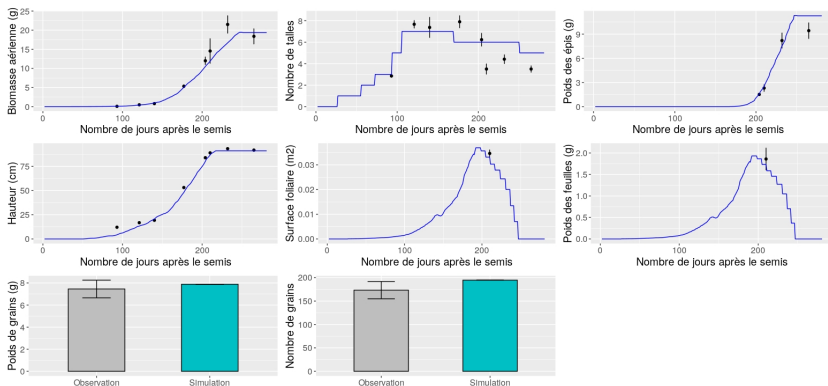 Biomasse aérienne (g)
25
20
15
10
5
0
0 100 200
Nombre de jours après le semis
Nombre de talles
8
6
4
2
0
0 100 200
Nombre de jours après le semis
Poids des épis (g)
9
6
3
0
0 100 200
Nombre de jours après le semis
Hauteur (cm)
75
50
25
0
0 100 200
Nombre de jours après le semis
Surface foliaire (m2)
0.03
0.02
0.01
0.00
100 200
Nombre de jours après le semis
Poids des feuilles (g)
2.0
1.5
1.0
0.5
0.0
0 100 200
Nombre de jours après le semis
Poids de grains (g)
8
6
4
2
0
Observation Simulation
Nombre de grains
200
150
100
50
0
Observation Simulation